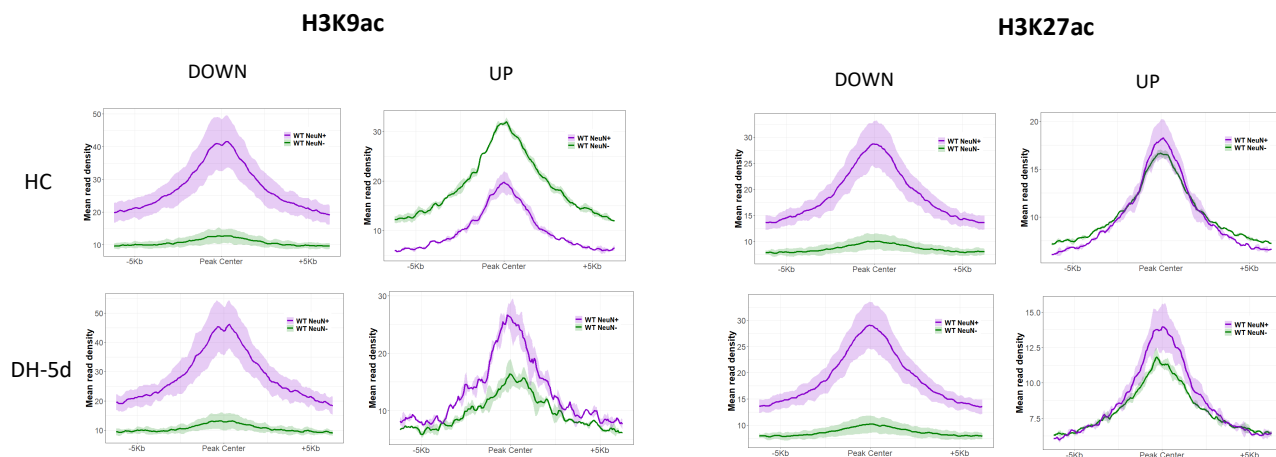 H3K9ac
H3K27ac
DOWN
UP
DOWN
UP
HC
Mean read density
50
40
30
20
10
WT NeuN+
WT NeuN-
-5Kb
Peak Center
+5Kb
Mean read density
30
20
10
WT NeuN+
WT NeuN-
-5Kb
Peak Center
+5Kb
Mean read density
30
25
20
15
10
WT NeuN+
WT NeuN-
-5Kb
Peak Center
+5Kb
Mean read density
20
15
10
WT NeuN+
WT NeuN-
-5Kb
Peak Center
+5Kb
DH-5d
Mean read density
50
40
30
20
10
WT NeuN+
WT NeuN-
-5Kb
Peak Center
+5Kb
Mean read density
30
25
15
10
WT NeuN+
WT NeuN-
-5Kb
Peak Center
+5Kb
Mean read density
30
25
20
15
10
WT NeuN+
WT NeuN-
-5Kb
Peak Center
+5Kb
Mean read density
15.0
12.5
10.0
7.5
WT NeuN+
WT NeuN-
-5Kb
Peak Center
+5Kb